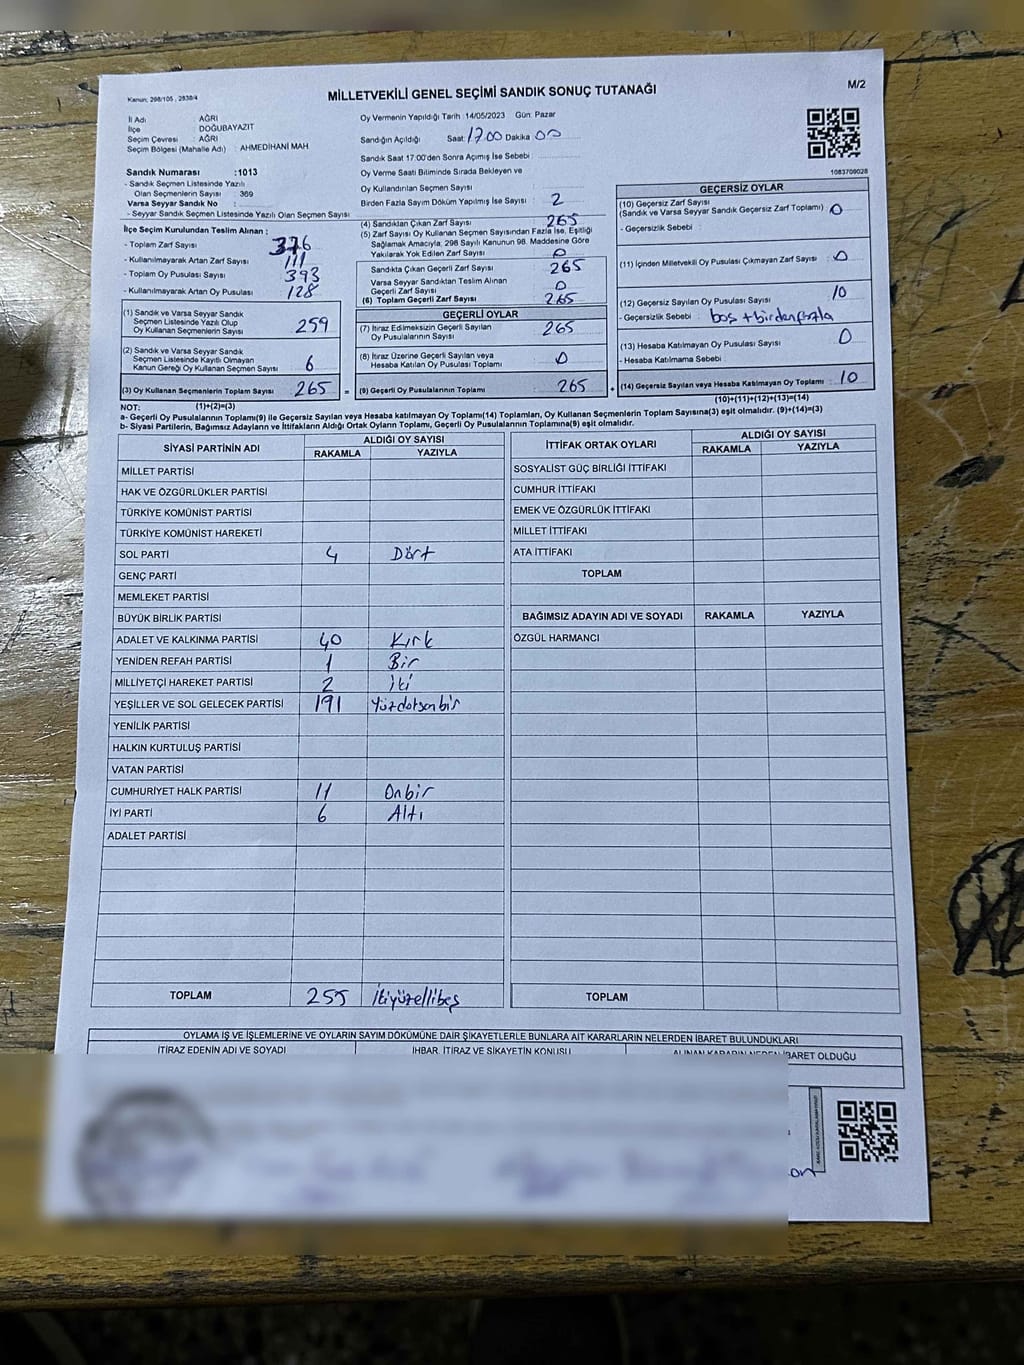 Kanun: 298/105 , 2839/4
MİLLETVEKİLİ GENEL SEÇİMİ SANDIK SONUÇ TUTANAĞI
M/2
İl Adı : AĞRI
İlçe : DOĞUBAYAZIT
Seçim Çevresi : AĞRI
Seçim Bölgesi (Mahalle Adı) : AHMEDİHANİ MAH
Sandık Numarası :1013
- Sandık Seçmen Listesinde Yazılı
Olan Seçmenlerin Sayısı : 369
Varsa Seyyar Sandık No :
- Seyyar Sandık Seçmen Listesinde Yazılı Olan Seçmen Sayısı
Oy Vermenin Yapıldığı Tarih :14/05/2023 Gün: Pazar
Sandığın Açıldığı Saat: 17.00 Dakika 00
Sandık Saat 17:00'den Sonra Açımış İse Sebebi :
Oy Verme Saati Bitiminde Sırada Bekleyen ve
Oy Kullandırılan Seçmen Sayısı :
Birden Fazla Sayım Döküm Yapılmış İse Sayısı : 2
1083709028
İlçe Seçim Kurulundan Teslim Alınan :
- Toplam Zarf Sayısı : 376
- Kullanılmayarak Artan Zarf Sayısı : 111
- Toplam Oy Pusulası Sayısı : 393
- Kullanılmayarak Artan Oy Pusulası : 128
(1) Sandık ve Varsa Seyyar Sandık
Seçmen Listesinde Yazılı Olup
Oy Kullanan Seçmenlerin Sayısı : 259
(2) Sandık ve Varsa Seyyar Sandık
Seçmen Listesinde Kayıtlı Olmayan
Kanun Gereği Oy Kullanan Seçmen Sayısı : 6
(3) Oy Kullanan Seçmenlerin Toplam Sayısı : 265 =
(1)+(2)=(3)
(4) Sandıktan Çıkan Zarf Sayısı : 265
(5) Zarf Sayısı Oy Kullanan Seçmen Sayısından Fazla İse, Eşitliği
Sağlamak Amacıyla, 298 Sayılı Kanunun 98. Maddesine Göre
Yakılarak Yok Edilen Zarf Sayısı : 0
Sandıkta Çıkan Geçerli Zarf Sayısı : 265
Varsa Seyyar Sandıktan Teslim Alınan
Geçerli Zarf Sayısı : 0
(6) Toplam Geçerli Zarf Sayısı : 265
GEÇERLİ OYLAR
(7) İtiraz Edilmeksizin Geçerli Sayılan
Oy Pusulalarının Sayısı : 265
(8) İtiraz Üzerine Geçerli Sayılan veya
Hesaba Katılan Oy Pusulası Toplamı : 0
(9) Geçerli Oy Pusulalarının Toplamı : 265 +
GEÇERSİZ OYLAR
(10) Geçersiz Zarf Sayısı :
(Sandık ve Varsa Seyyar Sandık Geçersiz Zarf Toplamı) 0
- Geçersizlik Sebebi :
(11) İçinden Milletvekili Oy Pusulası Çıkmayan Zarf Sayısı : 0
(12) Geçersiz Sayılan Oy Pusulası Sayısı : 10
- Geçersizlik Sebebi : boş + birden fazla
(13) Hesaba Katılmayan Oy Pusulası Sayısı : 0
- Hesaba Katılmama Sebebi :
(14) Geçersiz Sayılan veya Hesaba Katılmayan Oy Toplamı : 10
(10)+(11)+(12)+(13)=(14)
NOT:
a- Geçerli Oy Pusulalarının Toplamı(9) ile Geçersiz Sayılan veya Hesaba katılmayan Oy Toplamı(14) Toplamları, Oy Kullanan Seçmenlerin Toplam Sayısına(3) eşit olmalıdır. (9)+(14)=(3)
b- Siyasi Partilerin, Bağımsız Adayların ve İttifakların Aldığı Ortak Oyların Toplamı, Geçerli Oy Pusulalarının Toplamına(9) eşit olmalıdır.
SİYASİ PARTİNİN ADI ALDIĞI OY SAYISI
RAKAMLA YAZIYLA
MİLLET PARTİSİ
HAK VE ÖZGÜRLÜKLER PARTİSİ
TÜRKİYE KOMÜNİST PARTİSİ
TÜRKİYE KOMÜNİST HAREKETİ
SOL PARTİ 4 Dört
GENÇ PARTİ
MEMLEKET PARTİSİ
BÜYÜK BİRLİK PARTİSİ
ADALET VE KALKINMA PARTİSİ 40 Kırk
YENİDEN REFAH PARTİSİ 1 Bir
MİLLİYETÇİ HAREKET PARTİSİ 2 iki
YEŞİLLER VE SOL GELECEK PARTİSİ 191 Yüzdoksanbir
YENİLİK PARTİSİ
HALKIN KURTULUŞ PARTİSİ
VATAN PARTİSİ
CUMHURİYET HALK PARTİSİ 11 Onbir
İYİ PARTİ 6 Altı
ADALET PARTİSİ
TOPLAM 255 ikiyüzellibeş
İTTİFAK ORTAK OYLARI ALDIĞI OY SAYISI
RAKAMLA YAZIYLA
SOSYALİST GÜÇ BİRLİĞİ İTTİFAKI
CUMHUR İTTİFAKI
EMEK VE ÖZGÜRLÜK İTTİFAKI
MİLLET İTTİFAKI
ATA İTTİFAKI
TOPLAM
BAĞIMSIZ ADAYIN ADI VE SOYADI RAKAMLA YAZIYLA
ÖZGÜL HARMANCI
TOPLAM
OYLAMA İŞ VE İŞLEMLERİNE VE OYLARIN SAYIM DÖKÜMÜNE DAİR ŞİKAYETLERLE BUNLARA AİT KARARLARIN NELERDEN İBARET BULUNDUKLARI
İTİRAZ EDENİN ADI VE SOYADI İHBAR, İTİRAZ VE ŞİKAYETİN KONUSU ALINAN KARARIN NEDEN İBARET OLDUĞU
on